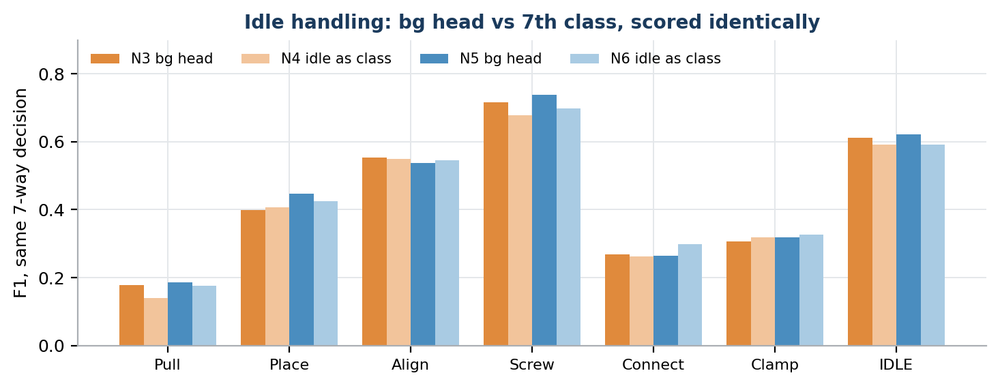 Idle handling: bg head vs 7th class, scored identically
N3 bg head N4 idle as class N5 bg head N6 idle as class
F1, same 7-way decision
0.8
0.6
0.4
0.2
0.0
Pull Place Align Screw Connect Clamp IDLE